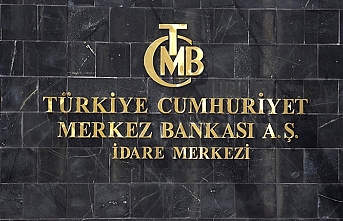 TCMB
TÜRKİYE CUMHURİYET
MERKEZ BANKASI A.Ş.
İDARE MERKEZİ